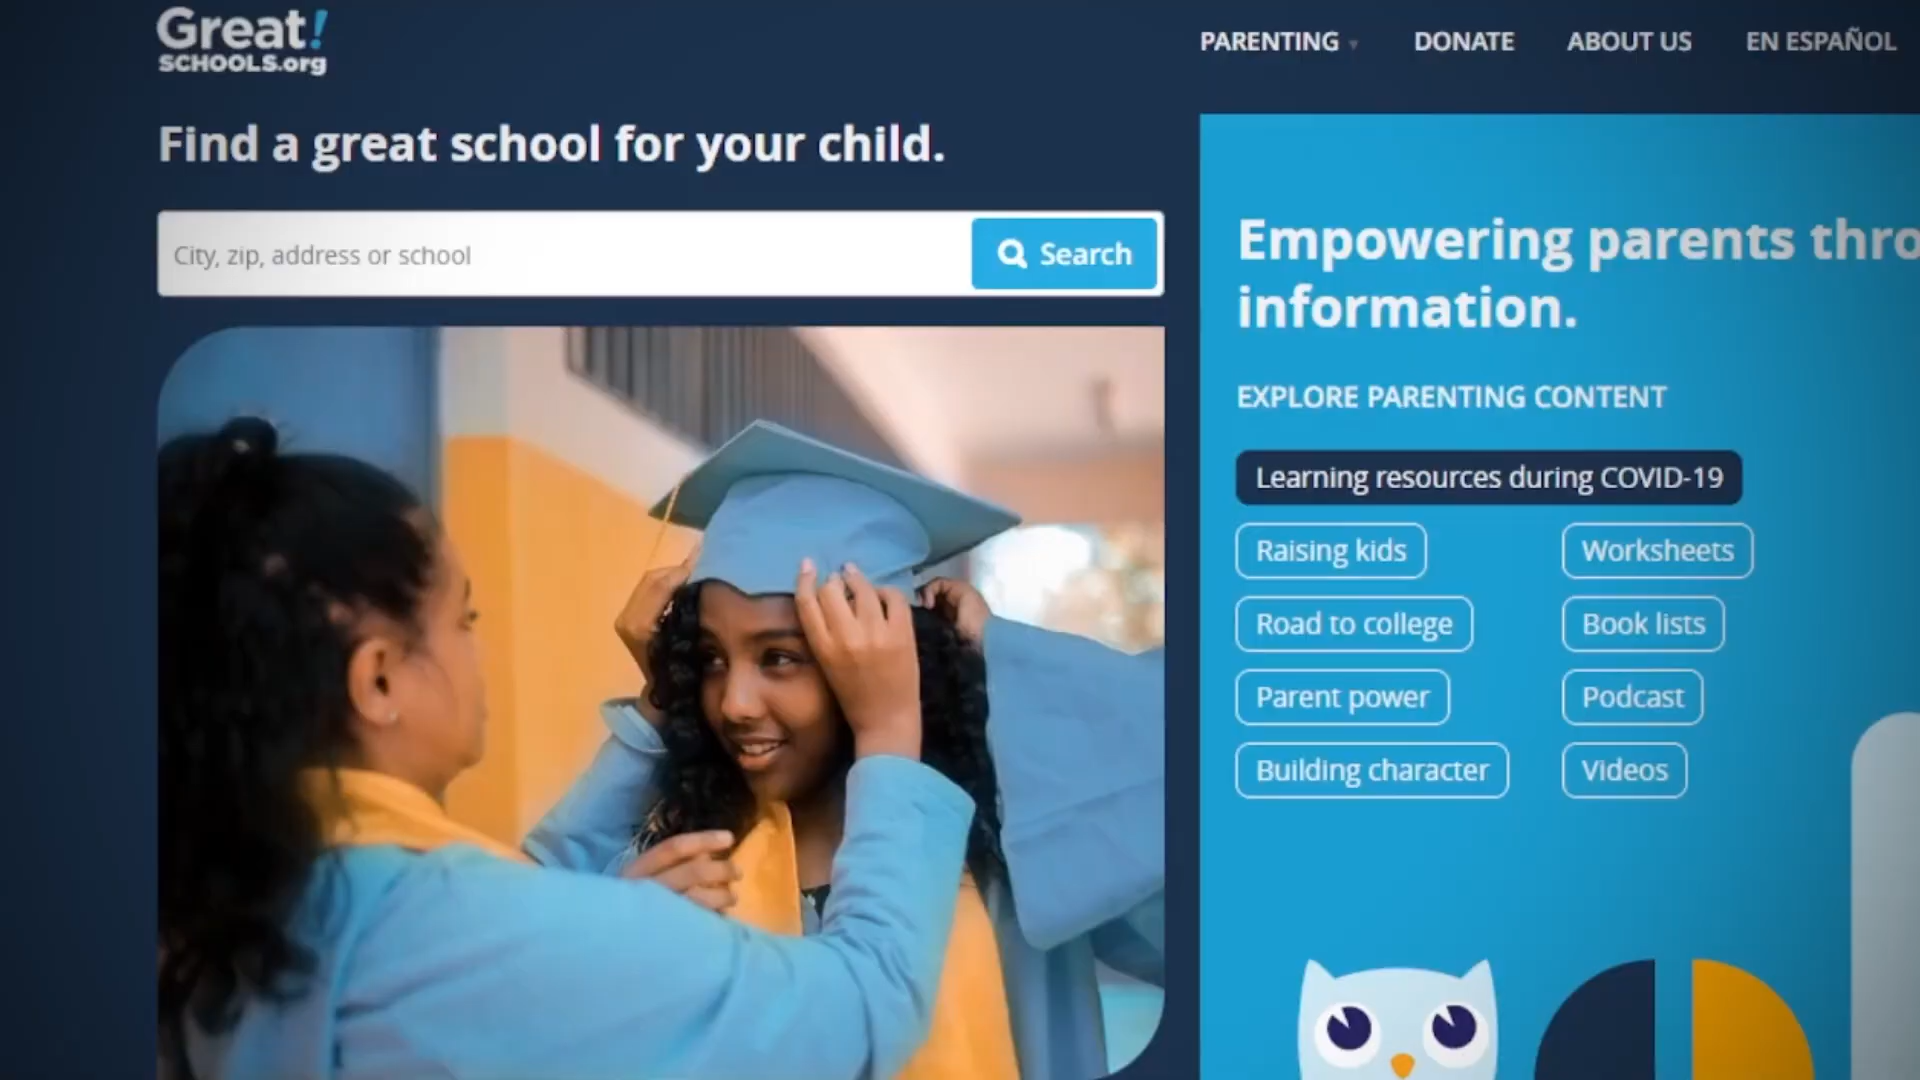 Great!
SCHOOLS.org
PARENTING
DONATE
ABOUT US
EN ESPAÑOL
Find a great school for your child.
City, zip, address or school
Search
Empowering parents thro
information.
EXPLORE PARENTING CONTENT
Learning resources during COVID-19
Raising kids
Worksheets
Road to college
Book lists
Parent power
Podcast
Building character
Videos